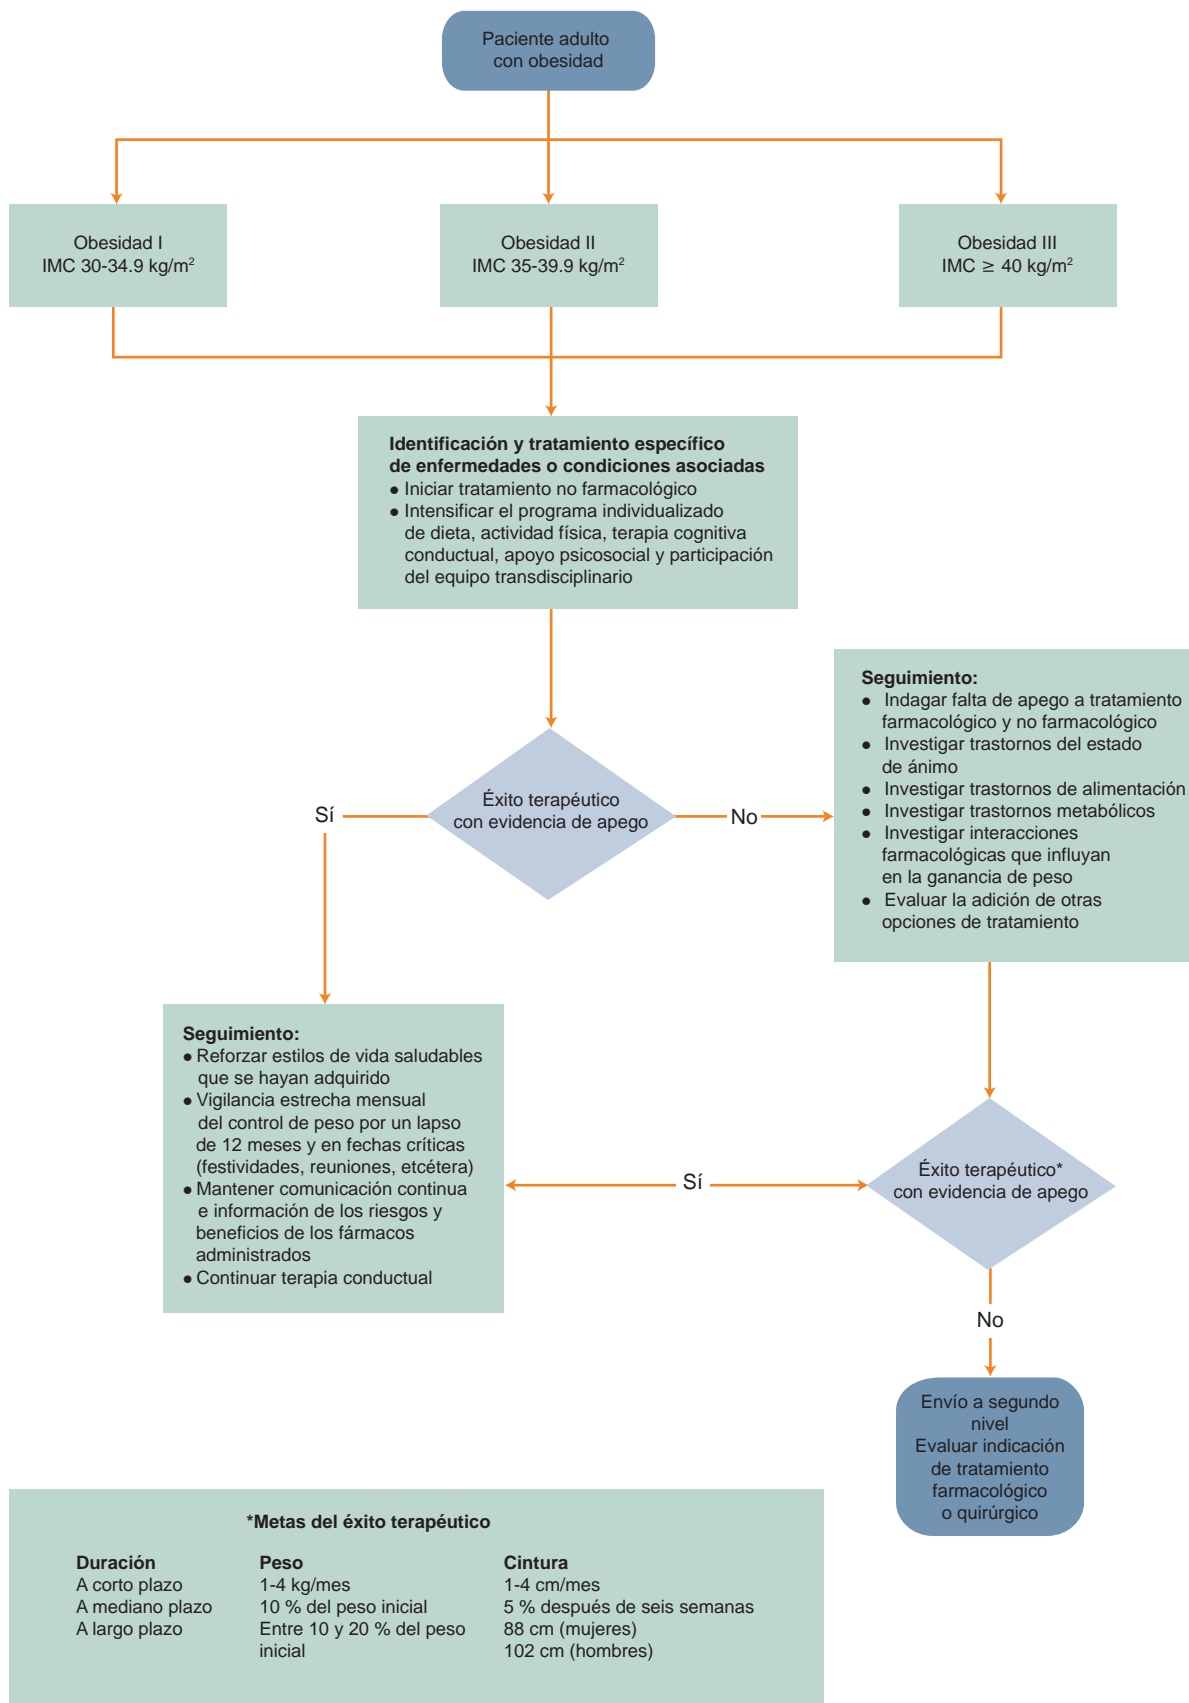 Paciente adulto
con obesidad
Obesidad I
IMC 30-34.9 kg/m²
Obesidad II
IMC 35-39.9 kg/m²
Obesidad III
IMC ≥ 40 kg/m²
Identificación y tratamiento específico
de enfermedades o condiciones asociadas
● Iniciar tratamiento no farmacológico
● Intensificar el programa individualizado
de dieta, actividad física, terapia cognitiva
conductual, apoyo psicosocial y participación
del equipo transdisciplinario
Éxito terapéutico
con evidencia de apego
Sí
No
Seguimiento:
● Indagar falta de apego a tratamiento
farmacológico y no farmacológico
● Investigar trastornos del estado
de ánimo
● Investigar trastornos de alimentación
● Investigar trastornos metabólicos
● Investigar interacciones
farmacológicas que influyan
en la ganancia de peso
● Evaluar la adición de otras
opciones de tratamiento
Seguimiento:
● Reforzar estilos de vida saludables
que se hayan adquirido
● Vigilancia estrecha mensual
del control de peso por un lapso
de 12 meses y en fechas críticas
(festividades, reuniones, etcétera)
● Mantener comunicación continua
e información de los riesgos y
beneficios de los fármacos
administrados
● Continuar terapia conductual
Sí
Éxito terapéutico*
con evidencia de apego
No
Envío a segundo
nivel
Evaluar indicación
de tratamiento
farmacológico
o quirúrgico
*Metas del éxito terapéutico
Duración Peso Cintura
A corto plazo 1-4 kg/mes 1-4 cm/mes
A mediano plazo 10 % del peso inicial 5 % después de seis semanas
A largo plazo Entre 10 y 20 % del peso 88 cm (mujeres)
inicial 102 cm (hombres)